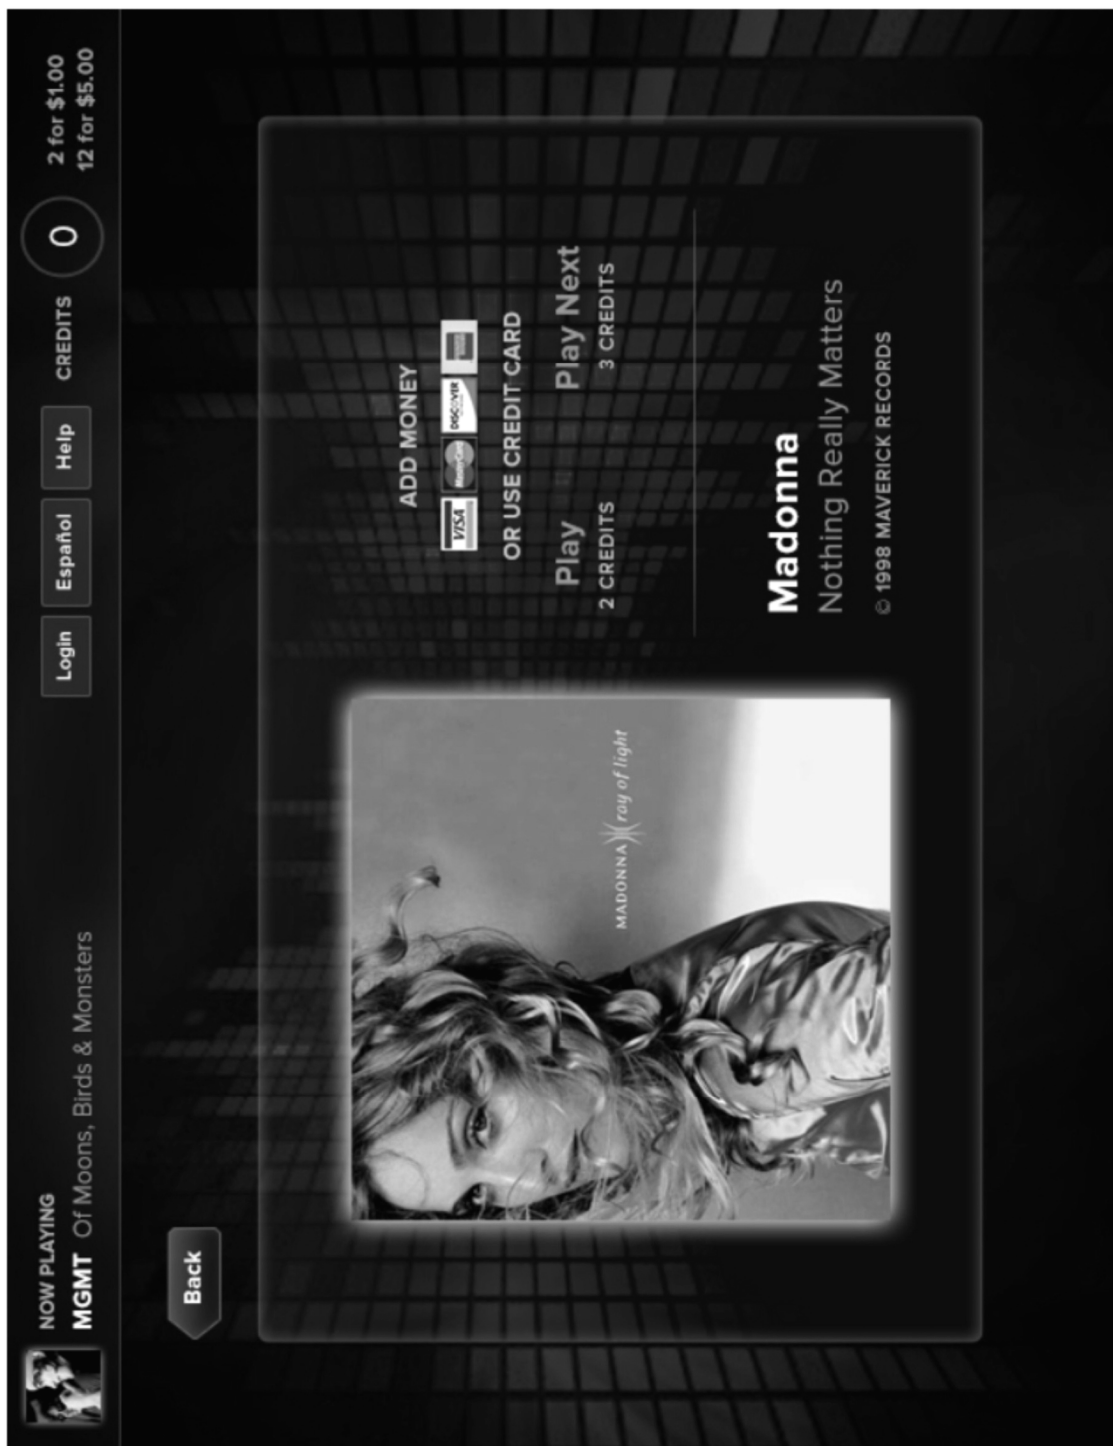 NOW PLAYING
MGMT Of Moons, Birds & Monsters
Login
Español
Help
CREDITS
0
2 for $1.00
12 for $5.00
Back
MADONNA ray of light
ADD MONEY
VISA
MasterCard
DISCOVER
OR USE CREDIT CARD
Play
2 CREDITS
Play Next
3 CREDITS
Madonna
Nothing Really Matters
© 1998 MAVERICK RECORDS